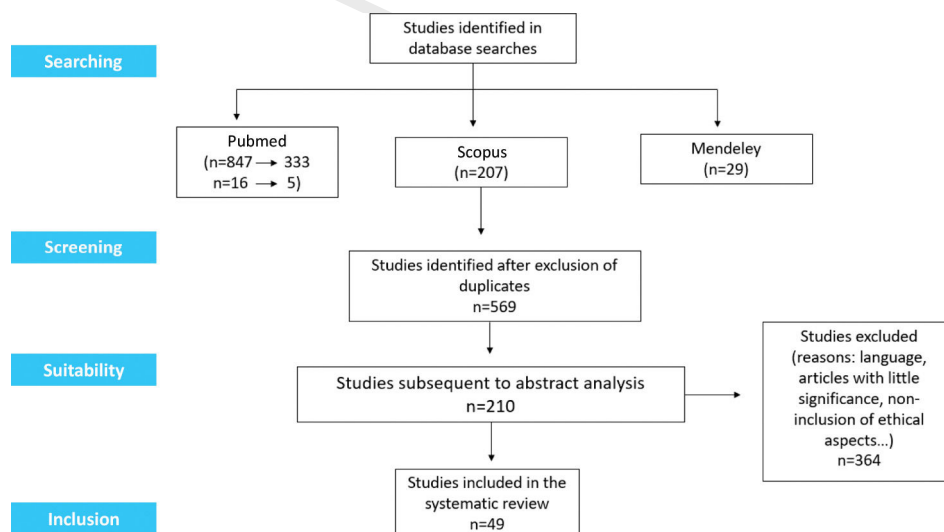 Studies identified in
database searches
Searching
Pubmed
(n=847 → 333
n=16 → 5)
Scopus
(n=207)
Mendeley
(n=29)
Screening
Studies identified after exclusion of
duplicates
n=569
Suitability
Studies subsequent to abstract analysis
n=210
Studies excluded
(reasons: language,
articles with little
significance, non-
inclusion of ethical
aspects...)
n=364
Studies included in the
systematic review
n=49
Inclusion